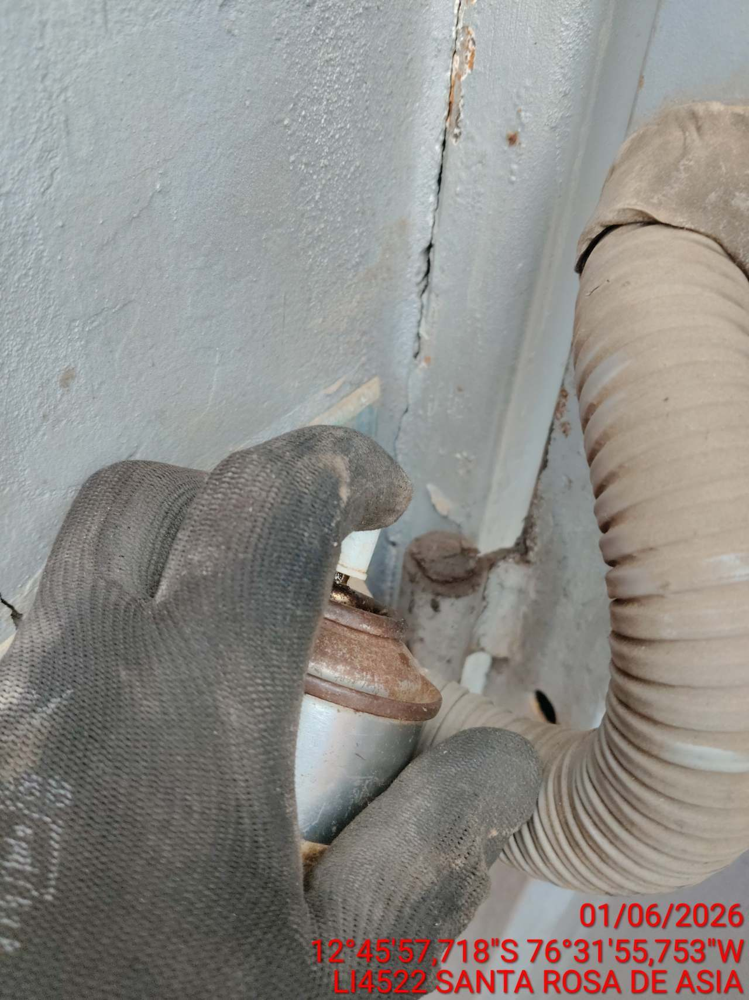 01/06/2026
12°45'57,718"S 76°31'55,753"W
LI4522 SANTA ROSA DE ASIA